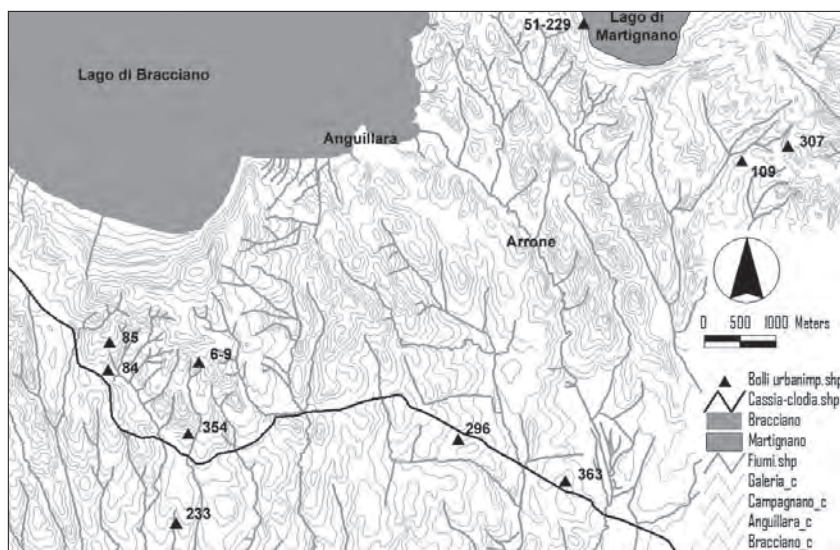 51-229
Lago di
Martignano
Lago di Bracciano
Anguillara
307
109
Arrone
85
6-9
84
354
296
363
233
0 500 1000 Meters
Bolli urbanimp.shp
Cassia-clodia.shp
Bracciano
Martignano
Fiumi.shp
Galeria_c
Campagnano_c
Anguillara_c
Bracciano_c